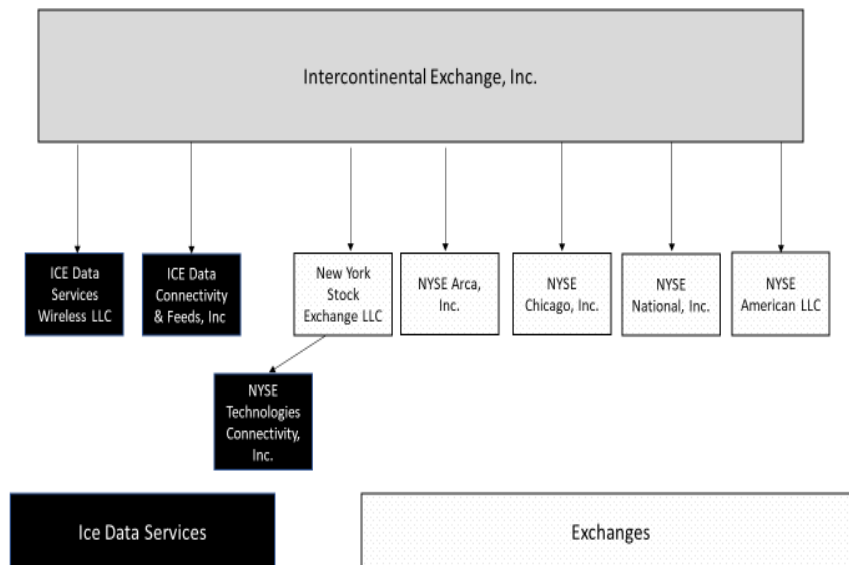 Intercontinental Exchange, Inc.
ICE Data
Services
Wireless LLC
ICE Data
Connectivity
& Feeds, Inc
New York
Stock
Exchange LLC
NYSE Arca,
Inc.
NYSE
Chicago, Inc.
NYSE
National, Inc.
NYSE
American LLC
NYSE
Technologies
Connectivity,
Inc.
Ice Data Services
Exchanges